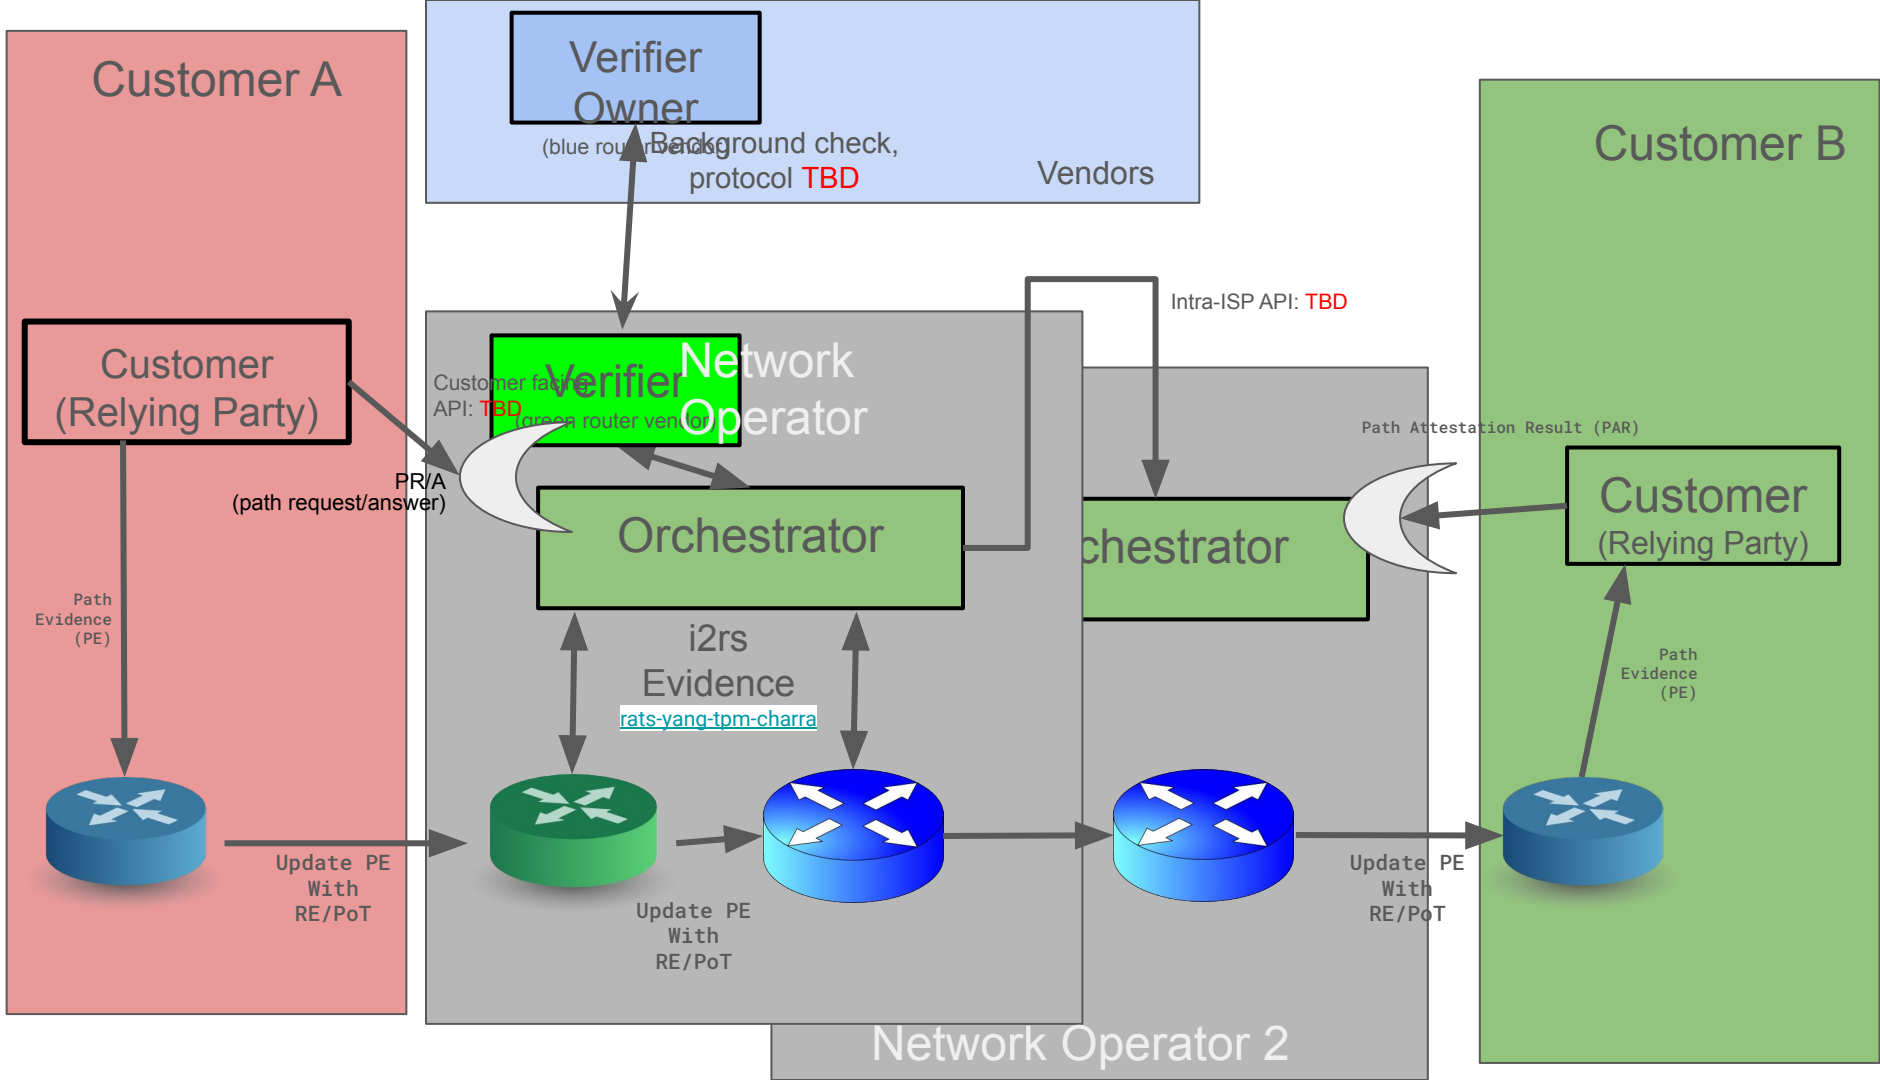 Customer A
Verifier
Owner
(blue router vendor
Background check,
protocol TBD
Vendors
Customer B
Customer
(Relying Party)
Intra-ISP API: TBD
Network
Operator
Verifier
(green router vendor)
Customer facing
API: TBD
PR/A
(path request/answer)
Orchestrator
chestrator
Path Attestation Result (PAR)
Customer
(Relying Party)
Path
Evidence
(PE)
i2rs
Evidence
rats-yang-tpm-charra
Path
Evidence
(PE)
Update PE
With
RE/PoT
Update PE
With
RE/PoT
Update PE
With
RE/PoT
Network Operator 2